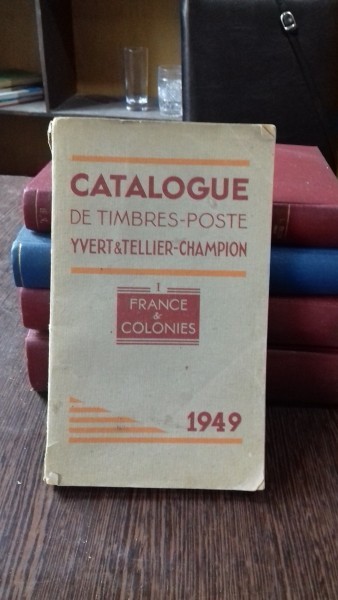 CATALOGUE
DE TIMBRES-POSTE
YVERT&TELLIER-CHAMPION
I
FRANCE
&
COLONIES
1949